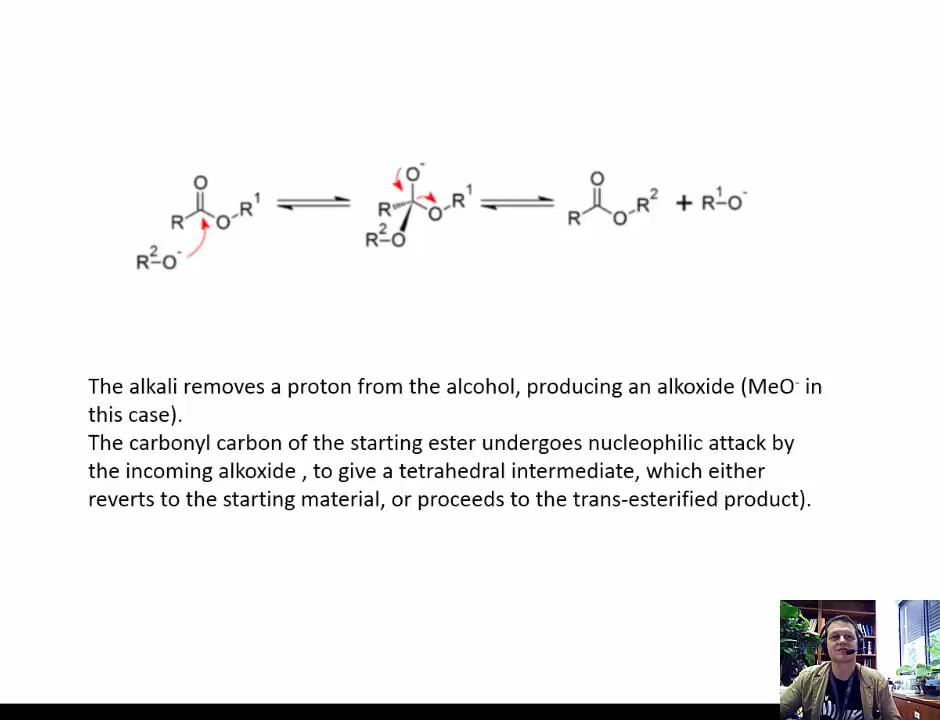 O O⁻ O
R O-R¹ R O-R¹ R O-R² + R¹-O⁻
R²-O⁻ R²-O
The alkali removes a proton from the alcohol, producing an alkoxide (MeO⁻ in
this case).
The carbonyl carbon of the starting ester undergoes nucleophilic attack by
the incoming alkoxide , to give a tetrahedral intermediate, which either
reverts to the starting material, or proceeds to the trans-esterified product).